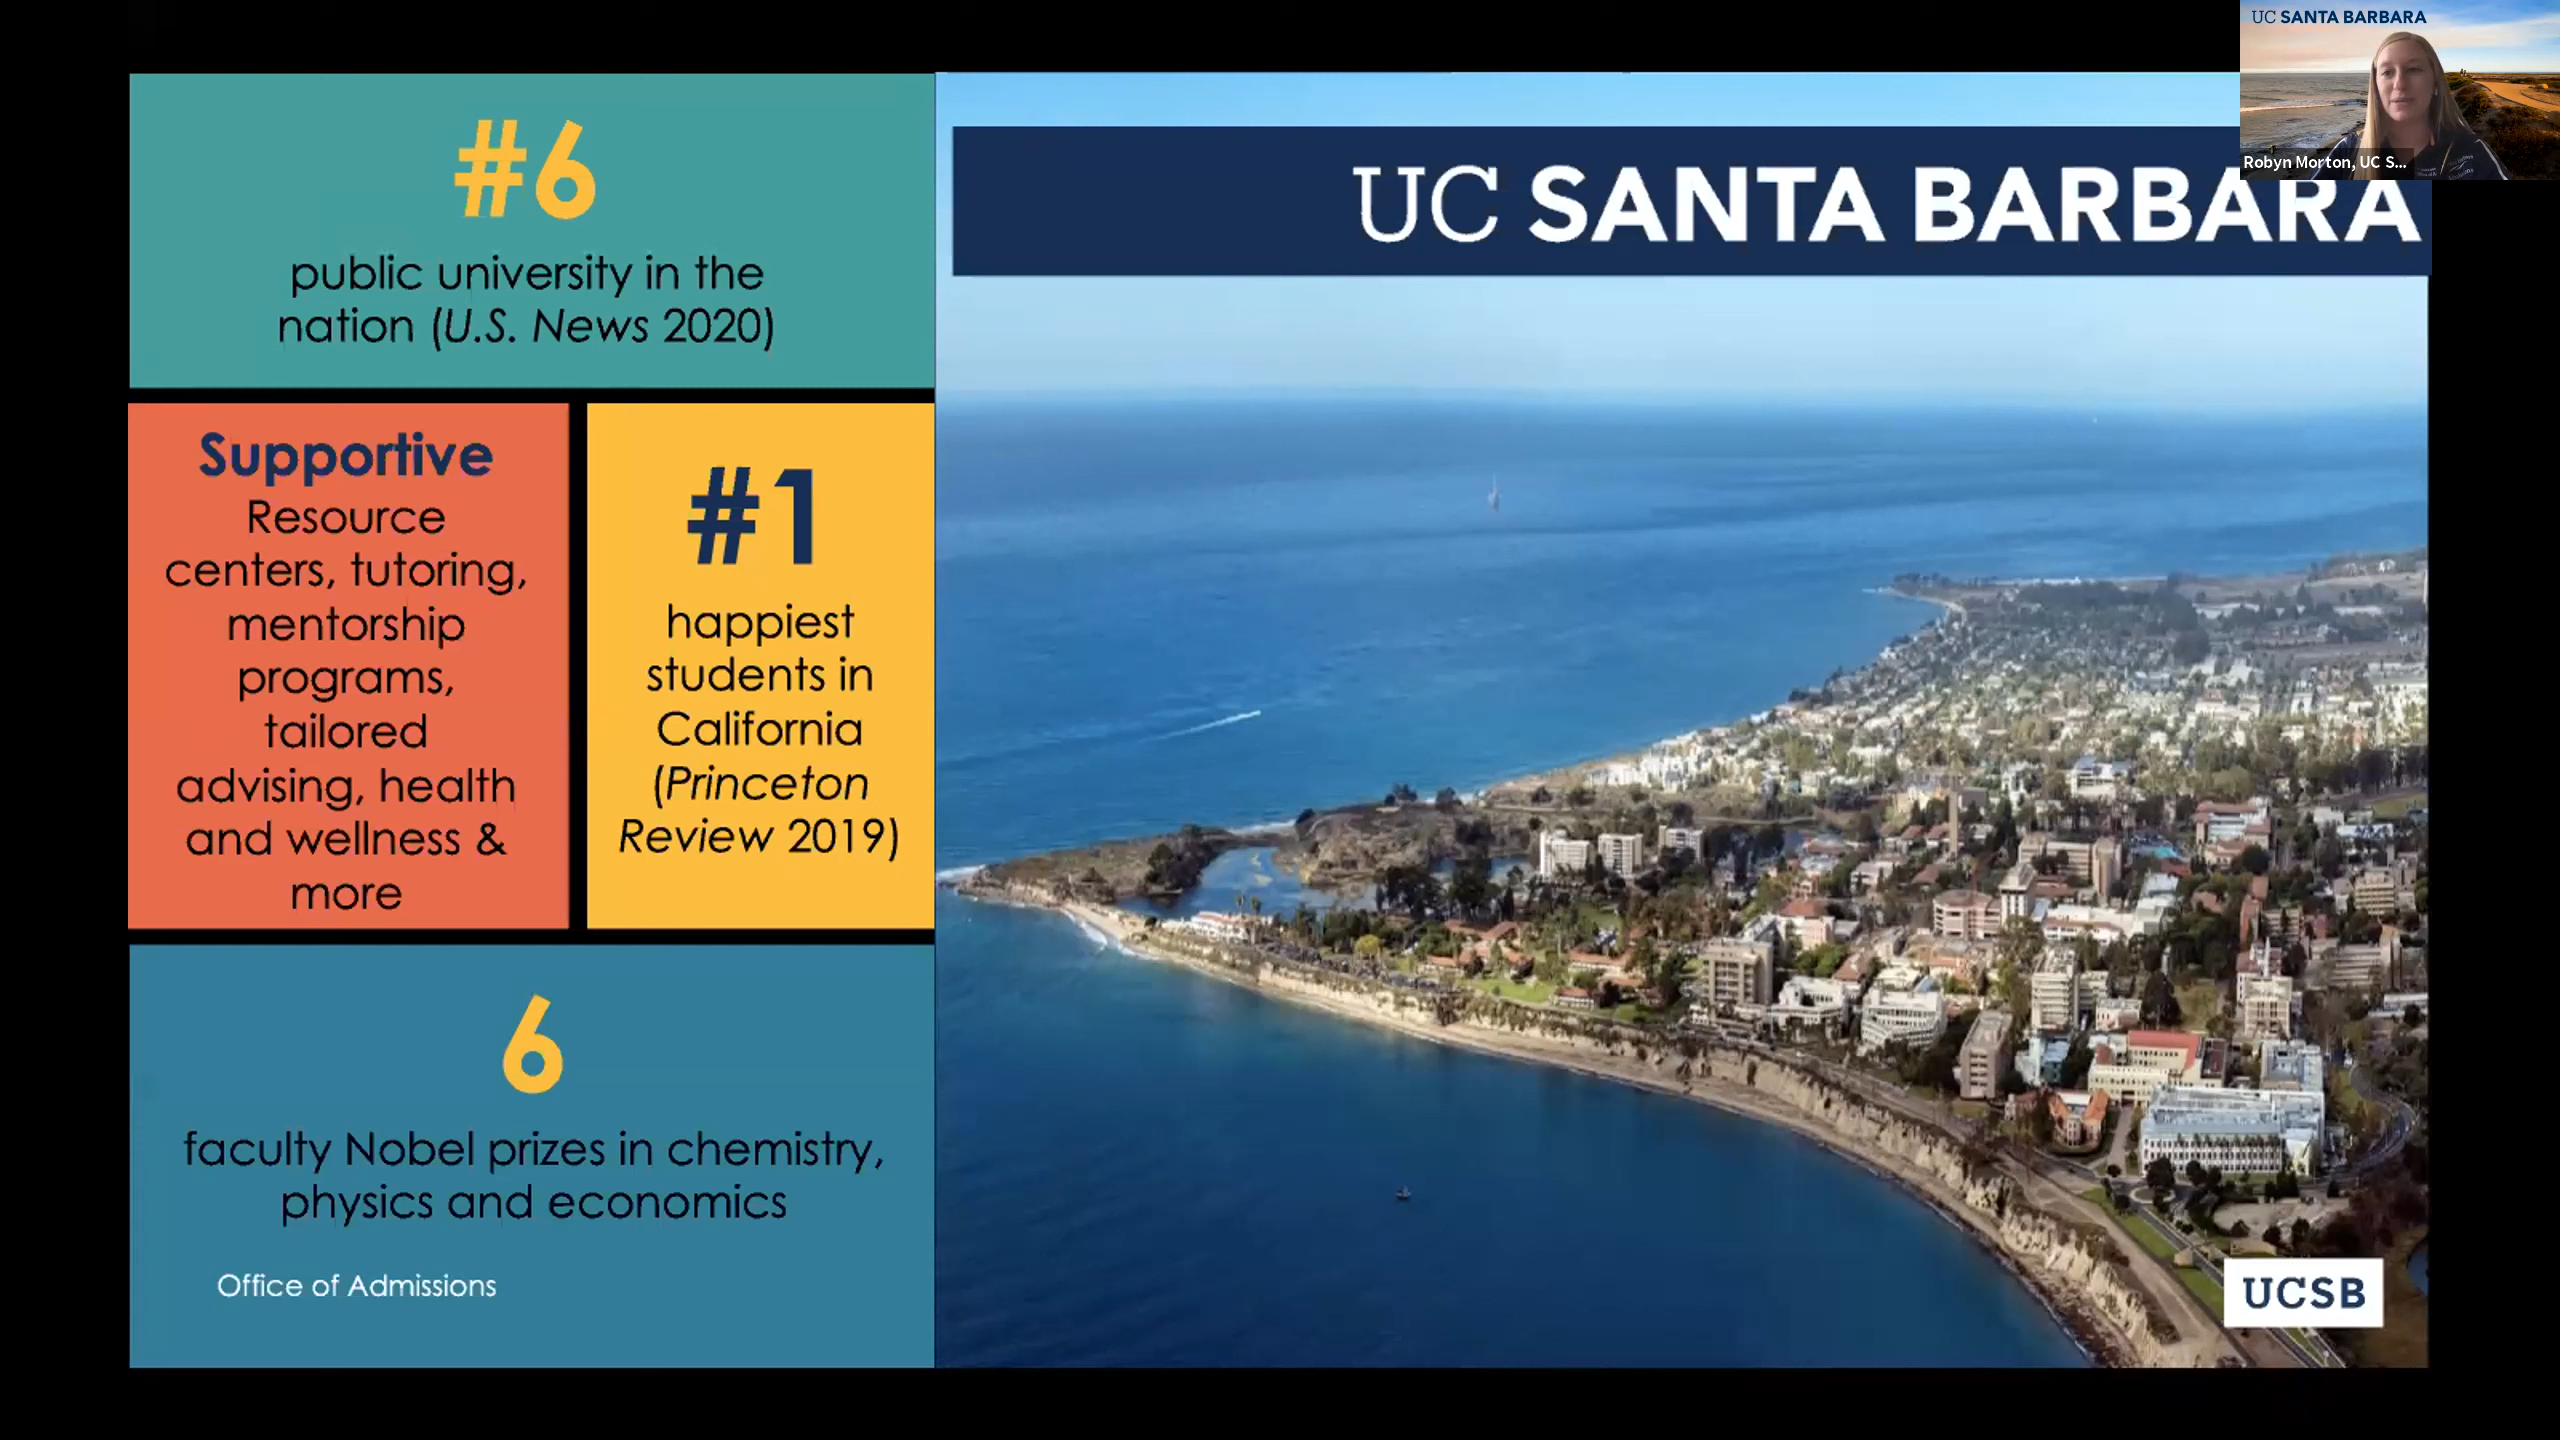 #6
public university in the
nation (U.S. News 2020)
Supportive
Resource
centers, tutoring,
mentorship
programs,
tailored
advising, health
and wellness &
more
#1
happiest
students in
California
(Princeton
Review 2019)
6
faculty Nobel prizes in chemistry,
physics and economics
Office of Admissions
UC SANTA BARBARA
UC SANTA BARBARA
Robyn Morton, UC S...
UCSB